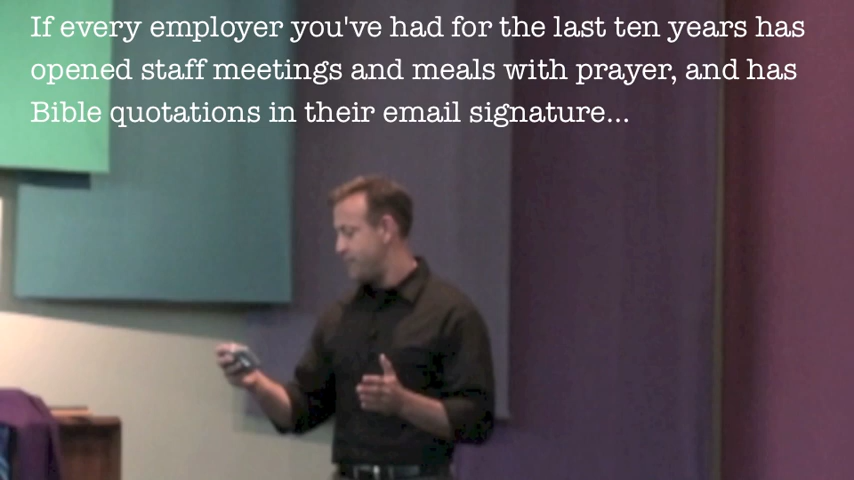 If every employer you've had for the last ten years has
opened staff meetings and meals with prayer, and has
Bible quotations in their email signature...